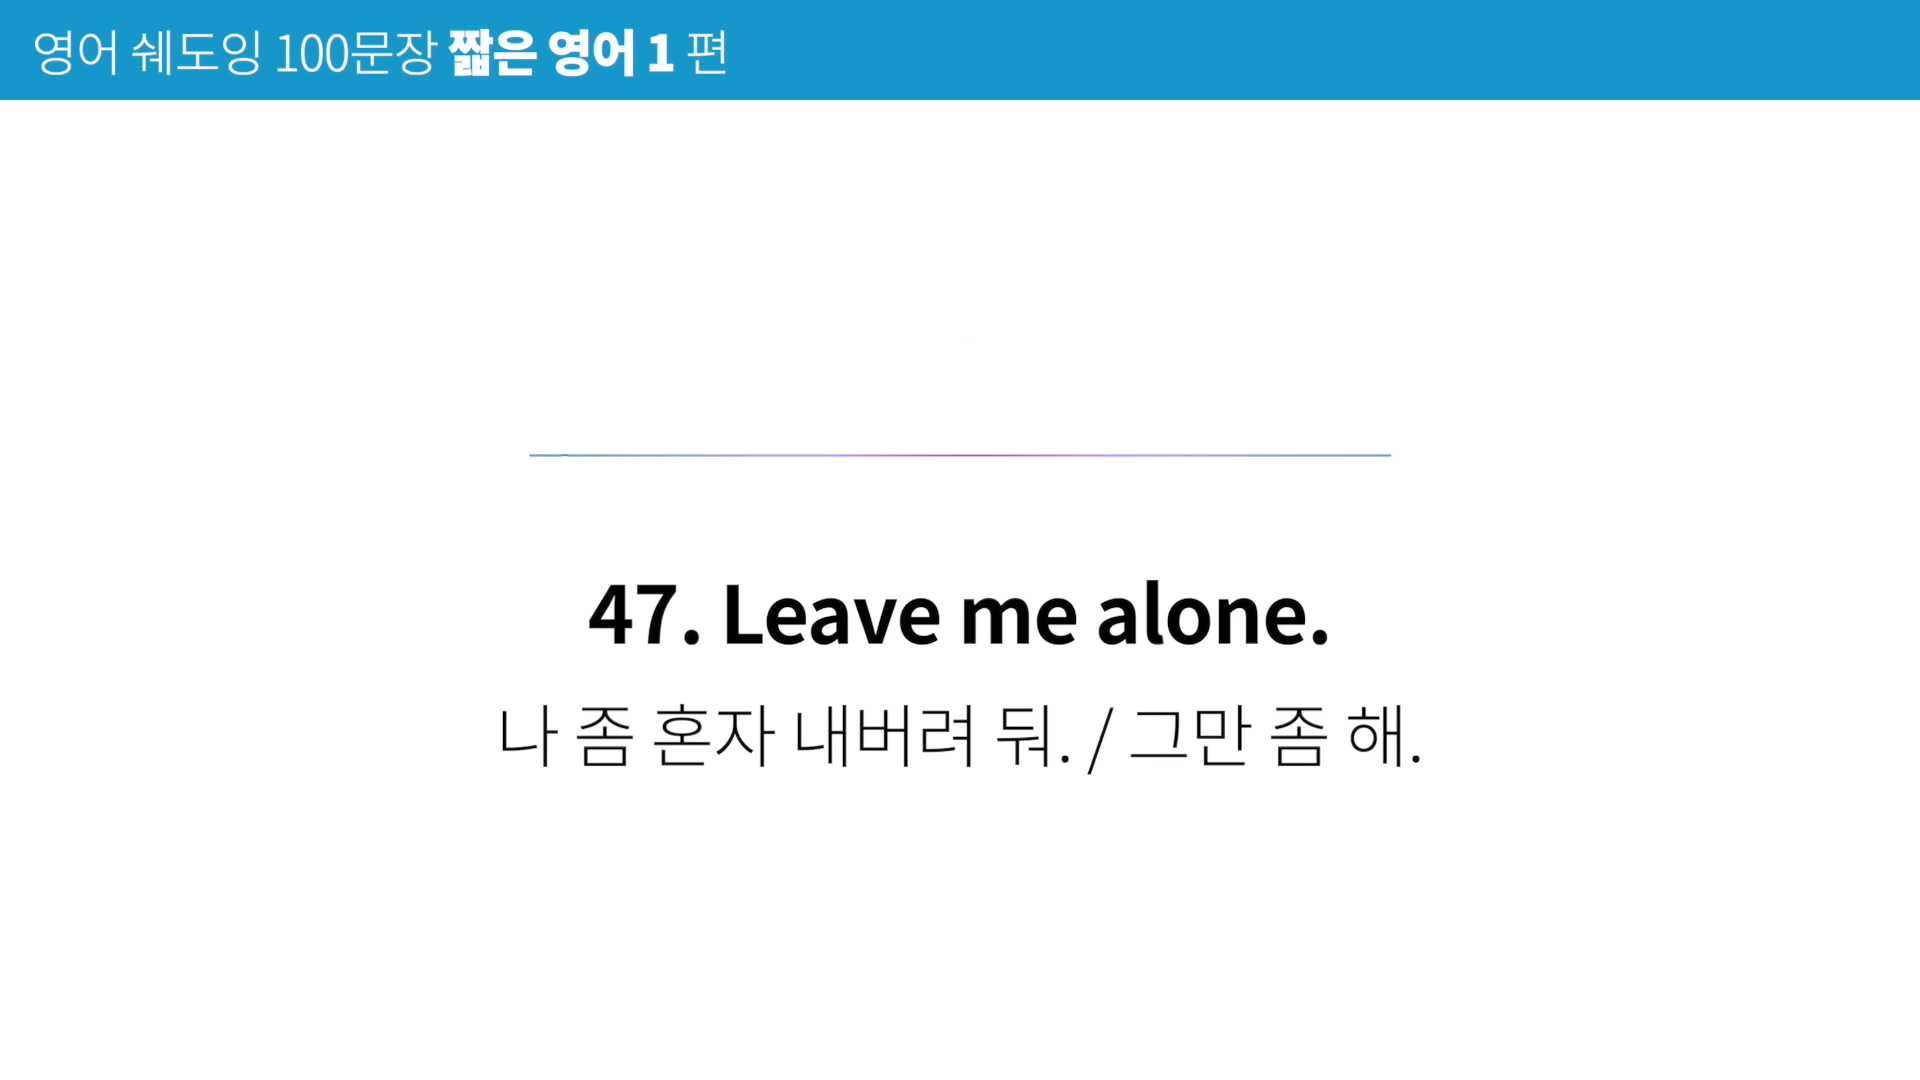 영어 쉐도잉 100문장 짧은 영어 1 편
47. Leave me alone.
나 좀 혼자 내버려 둬. / 그만 좀 해.